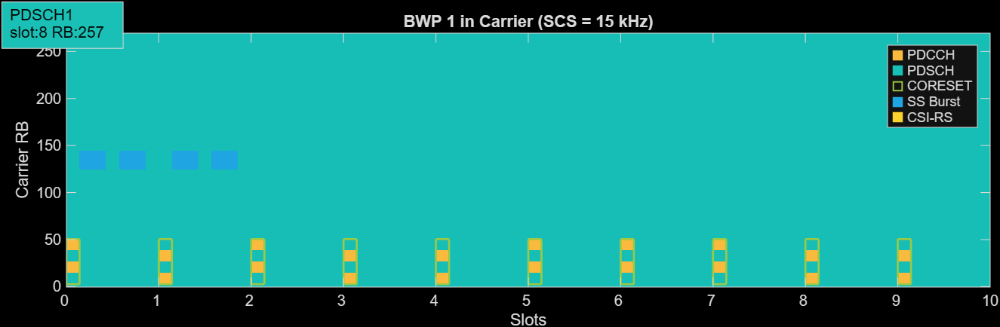 PDSCH1
slot:8 RB:257
BWP 1 in Carrier (SCS = 15 kHz)
250
200
150
100
50
0
Carrier RB
PDCCH
PDSCH
CORESET
SS Burst
CSI-RS
0 1 2 3 4 5 6 7 8 9 10
Slots